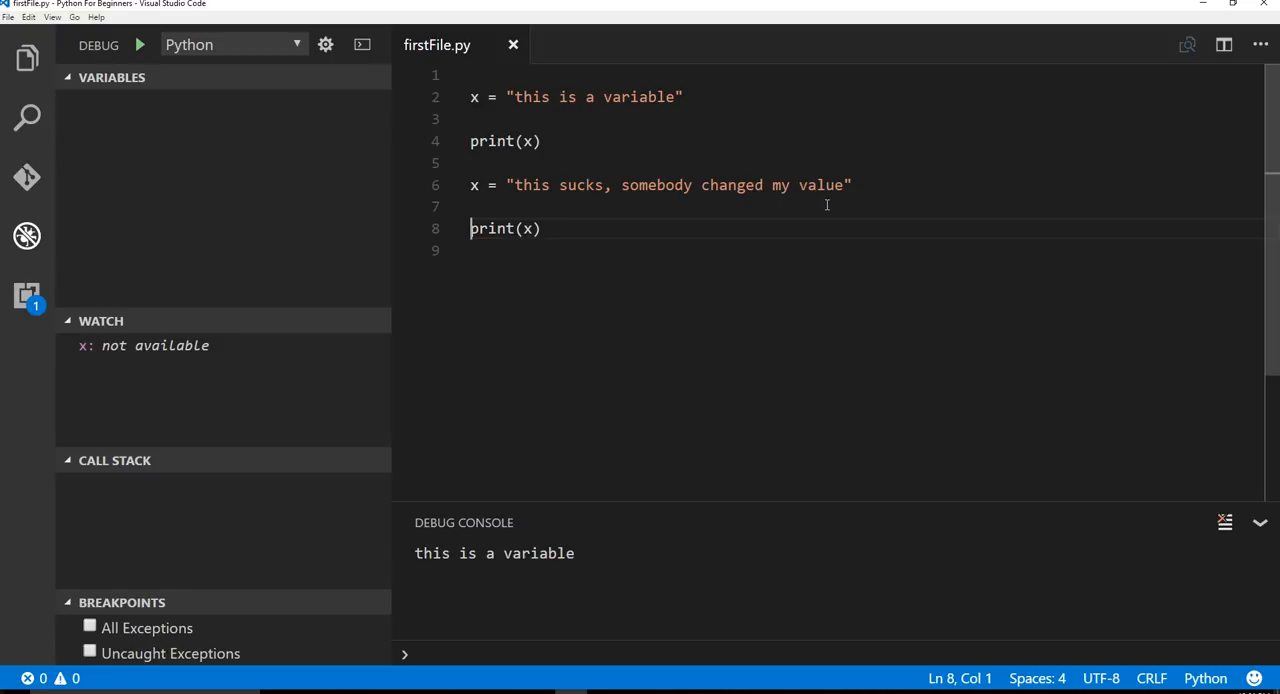 firstFile.py - Python For Beginners - Visual Studio Code
File Edit View Go Help
DEBUG Python
firstFile.py
VARIABLES
1
2 x = "this is a variable"
3
4 print(x)
5
6 x = "this sucks, somebody changed my value"
7
8 print(x)
9
WATCH
x: not available
CALL STACK
1
DEBUG CONSOLE
this is a variable
BREAKPOINTS
All Exceptions
Uncaught Exceptions
0 0 Ln 8, Col 1 Spaces: 4 UTF-8 CRLF Python